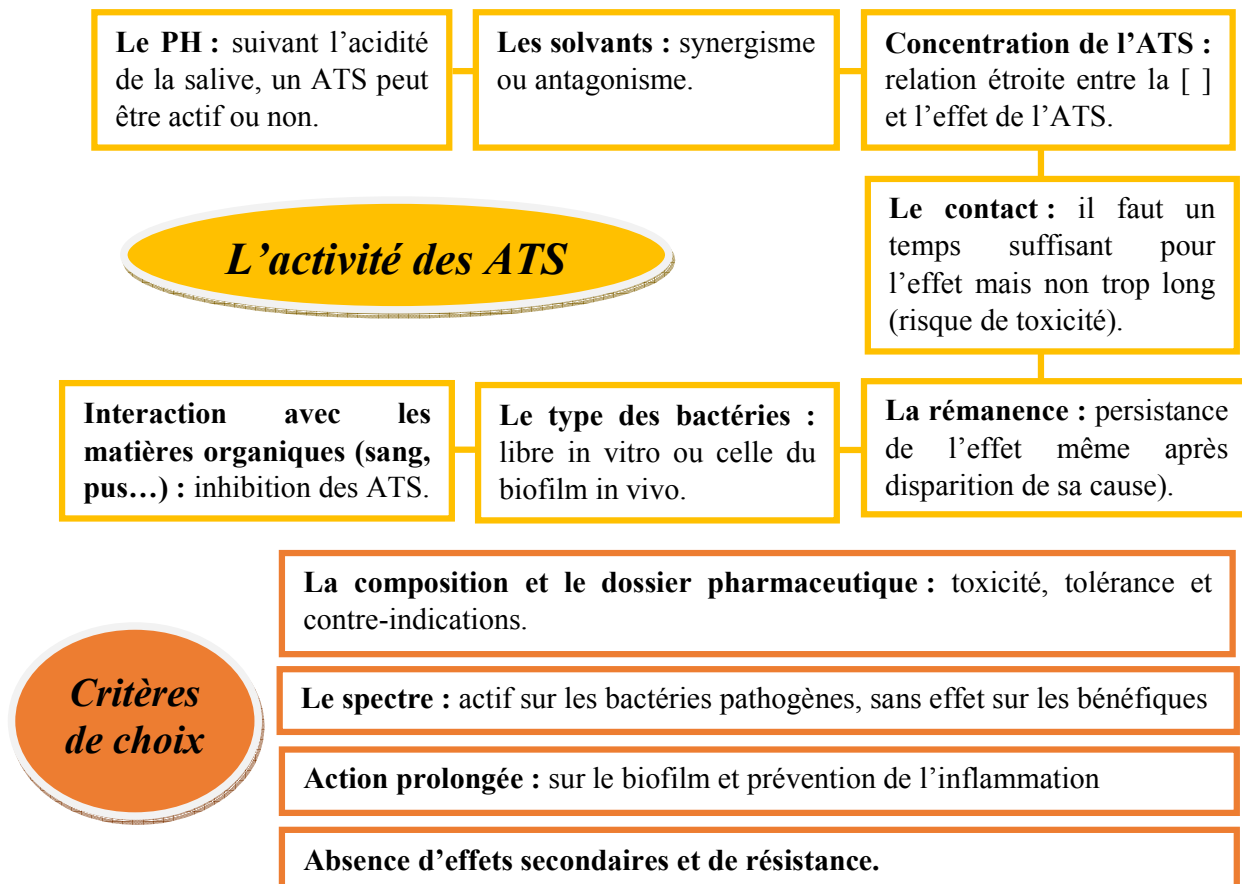 Le PH : suivant l’acidité
de la salive, un ATS peut
être actif ou non.
Les solvants : synergisme
ou antagonisme.
Concentration de l’ATS :
relation étroite entre la [ ]
et l’effet de l’ATS.
Le contact : il faut un
temps suffisant pour
l’effet mais non trop long
(risque de toxicité).
L’activité des ATS
Interaction avec les
matières organiques (sang,
pus…) : inhibition des ATS.
Le type des bactéries :
libre in vitro ou celle du
biofilm in vivo.
La rémanence : persistance
de l’effet même après
disparition de sa cause).
La composition et le dossier pharmaceutique : toxicité, tolérance et
contre-indications.
Critères
de choix
Le spectre : actif sur les bactéries pathogènes, sans effet sur les bénéfiques
Action prolongée : sur le biofilm et prévention de l’inflammation
Absence d’effets secondaires et de résistance.